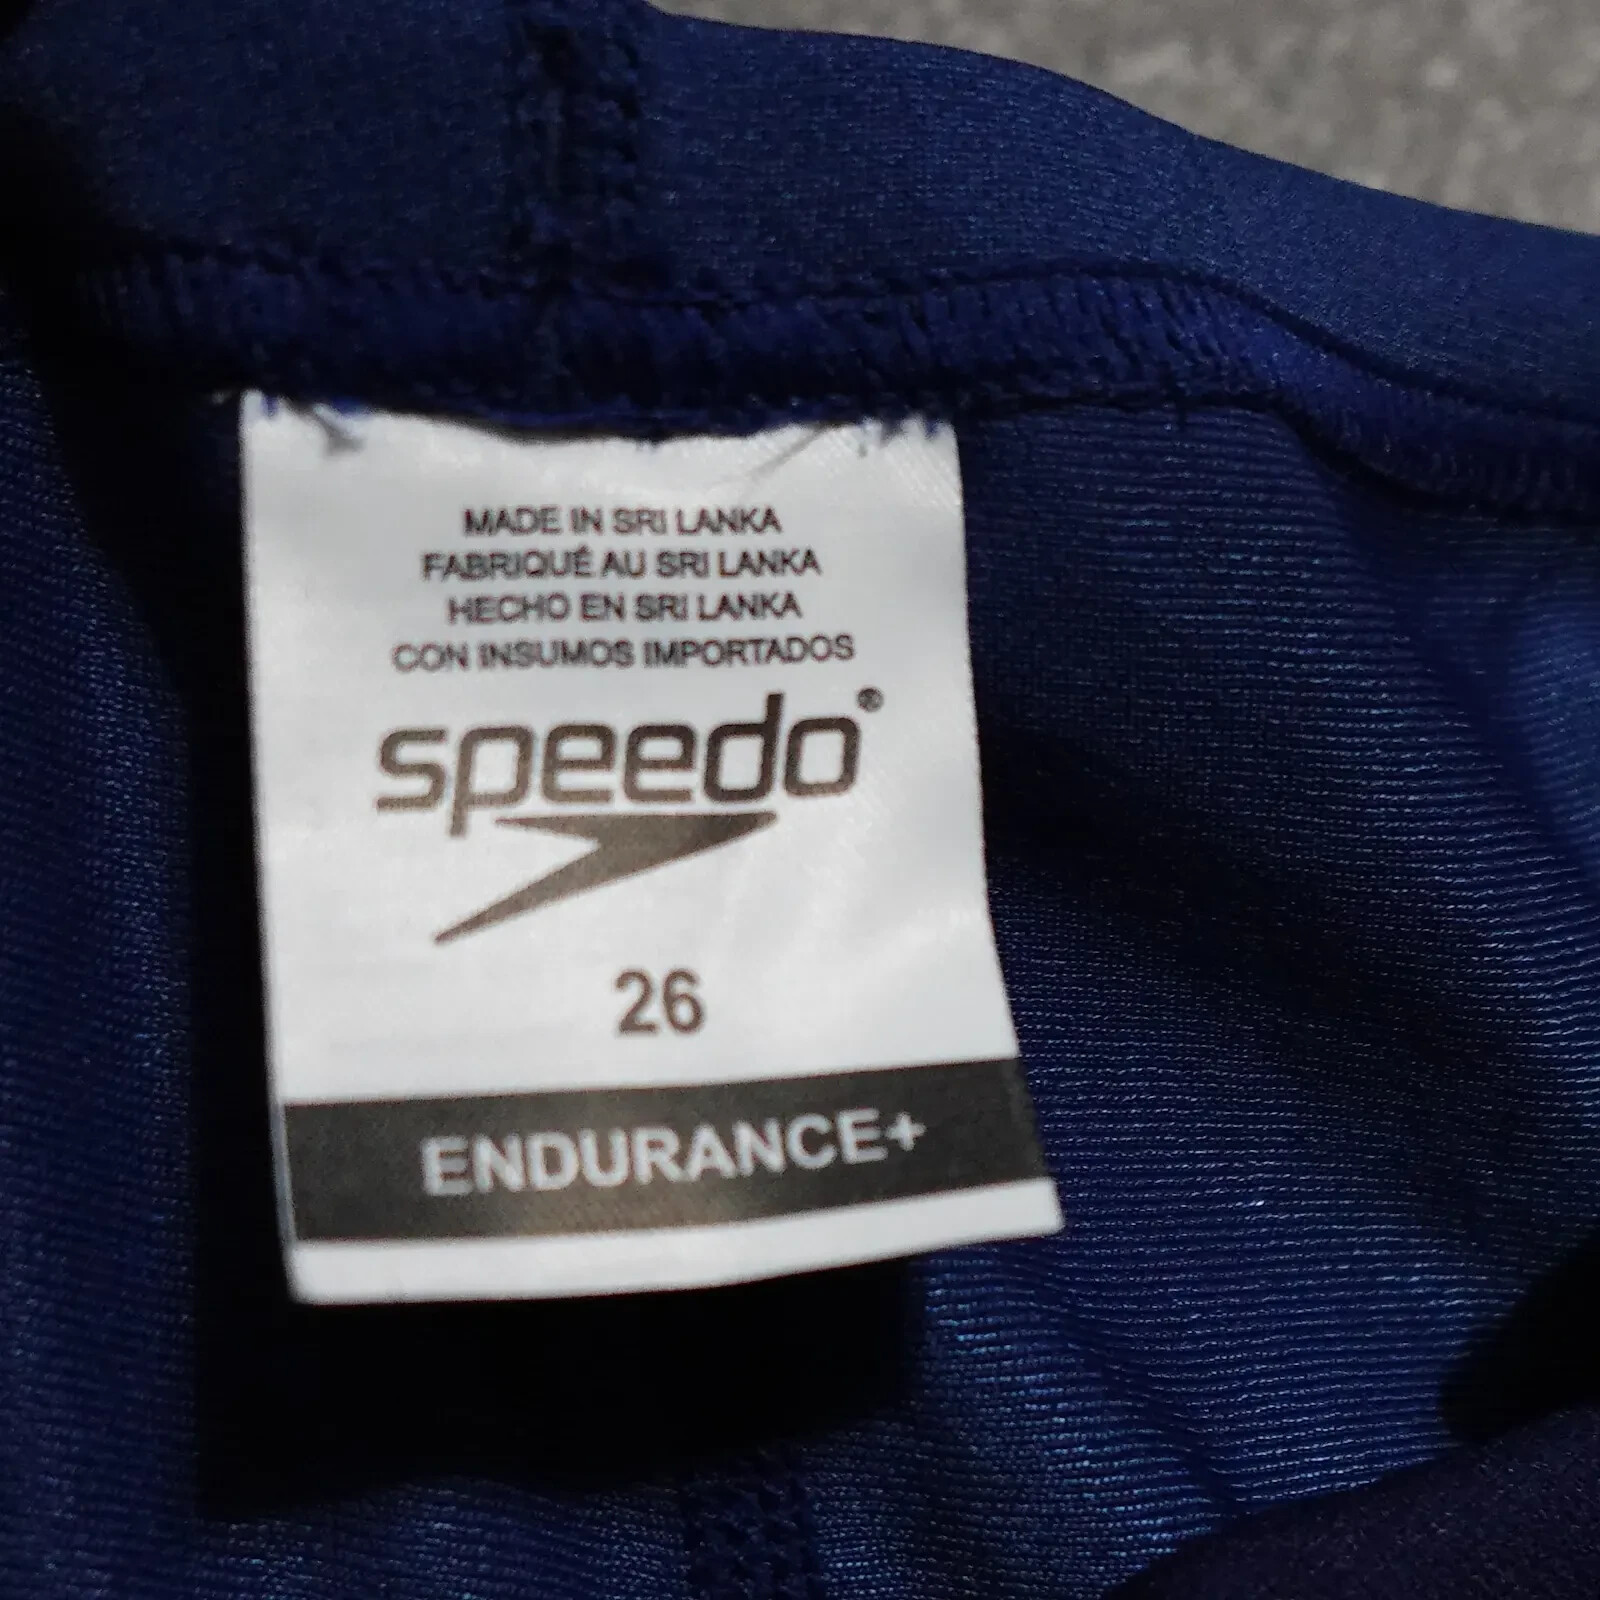 MADE IN SRI LANKA
FABRIQUÉ AU SRI LANKA
HECHO EN SRI LANKA
CON INSUMOS IMPORTADOS
speedo®
26
ENDURANCE+